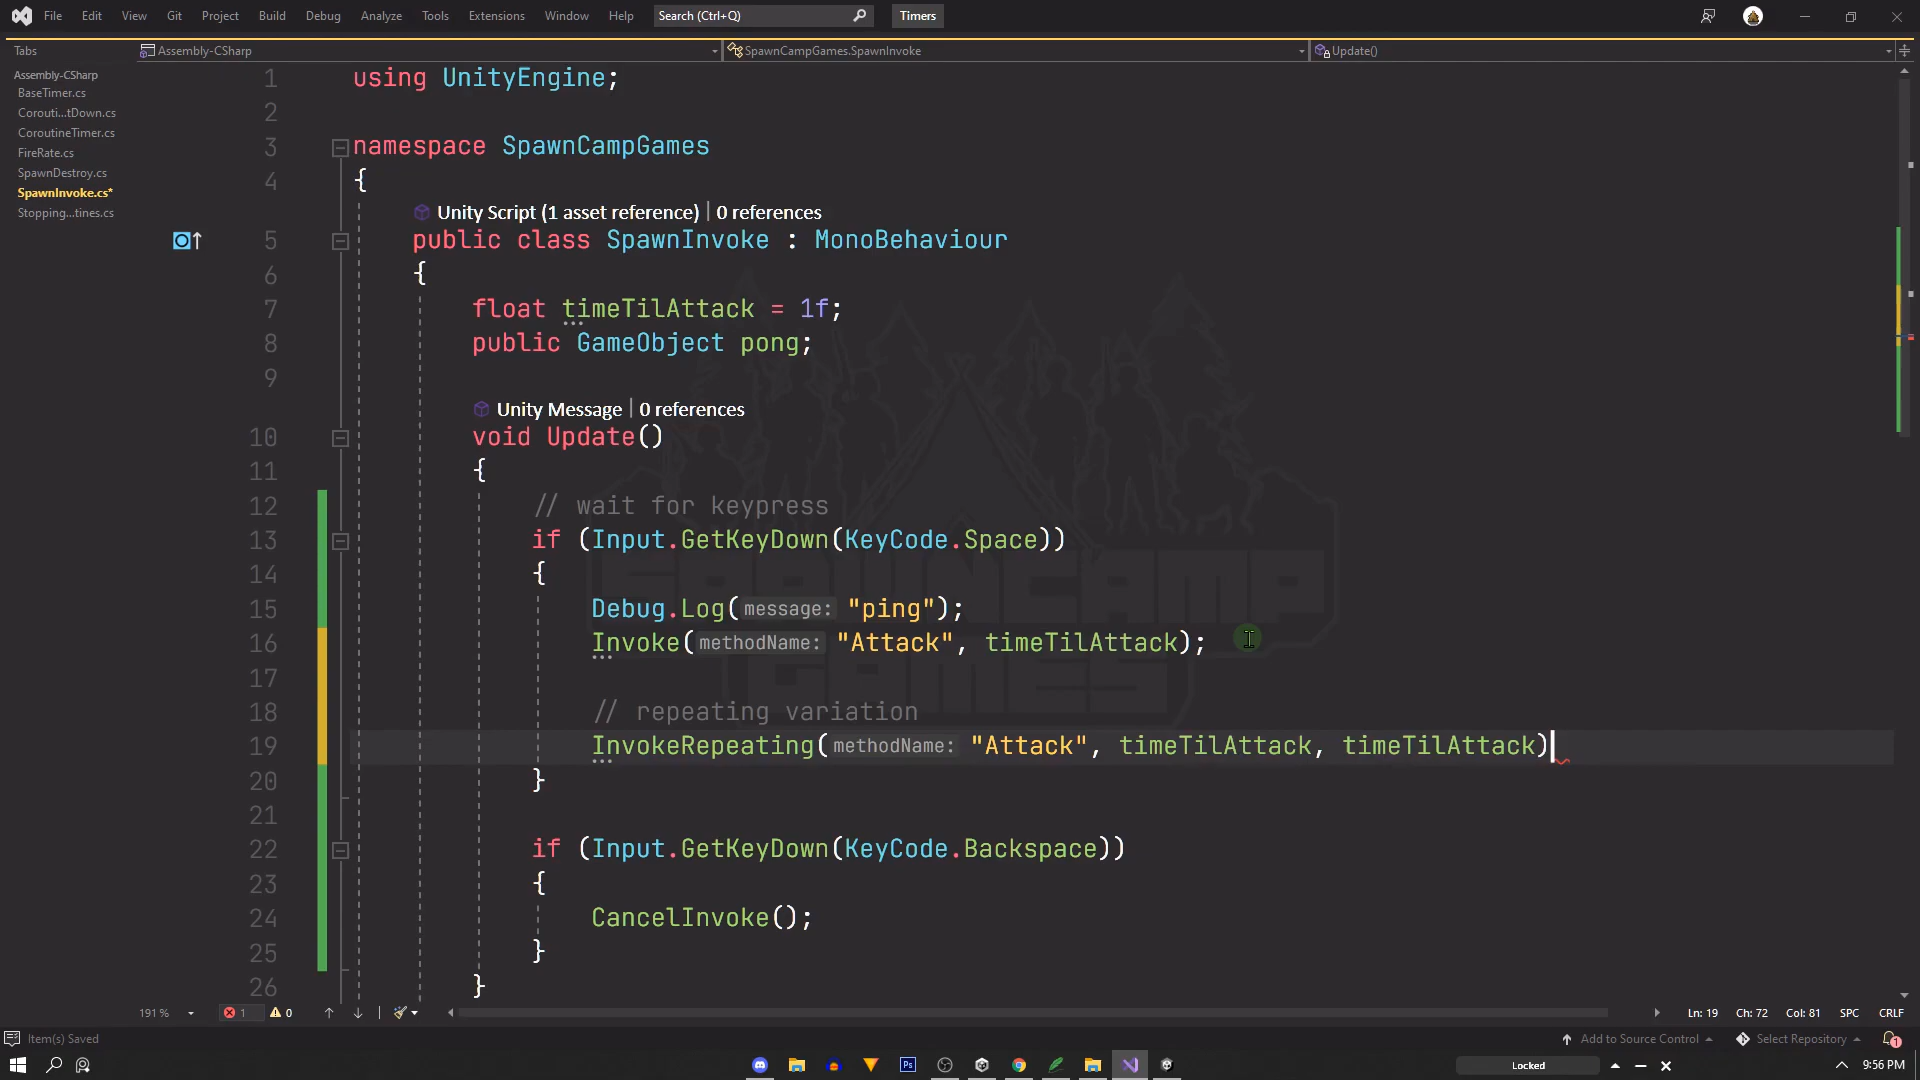 File Edit View Git Project Build Debug Analyze Tools Extensions Window Help Search (Ctrl+Q) Timers
Tabs Assembly-CSharp SpawnCampGames.SpawnInvoke Update()
Assembly-CSharp
BaseTimer.cs
Corouti...tDown.cs
CoroutineTimer.cs
FireRate.cs
SpawnDestroy.cs
SpawnInvoke.cs*
Stopping...tines.cs
1 using UnityEngine;
2
3 namespace SpawnCampGames
4 {
Unity Script (1 asset reference) | 0 references
5 public class SpawnInvoke : MonoBehaviour
6 {
7 float timeTilAttack = 1f;
8 public GameObject pong;
9
Unity Message | 0 references
10 void Update()
11 {
12 // wait for keypress
13 if (Input.GetKeyDown(KeyCode.Space))
14 {
15 Debug.Log(message: "ping");
16 Invoke(methodName: "Attack", timeTilAttack);
17
18 // repeating variation
19 InvokeRepeating(methodName: "Attack", timeTilAttack, timeTilAttack)
20 }
21
22 if (Input.GetKeyDown(KeyCode.Backspace))
23 {
24 CancelInvoke();
25 }
26 }
SPAWNCAMP
GAMES
191 % 1 0 Ln: 19 Ch: 72 Col: 81 SPC CRLF
Item(s) Saved Add to Source Control Select Repository 1
Ps Locked 9:56 PM